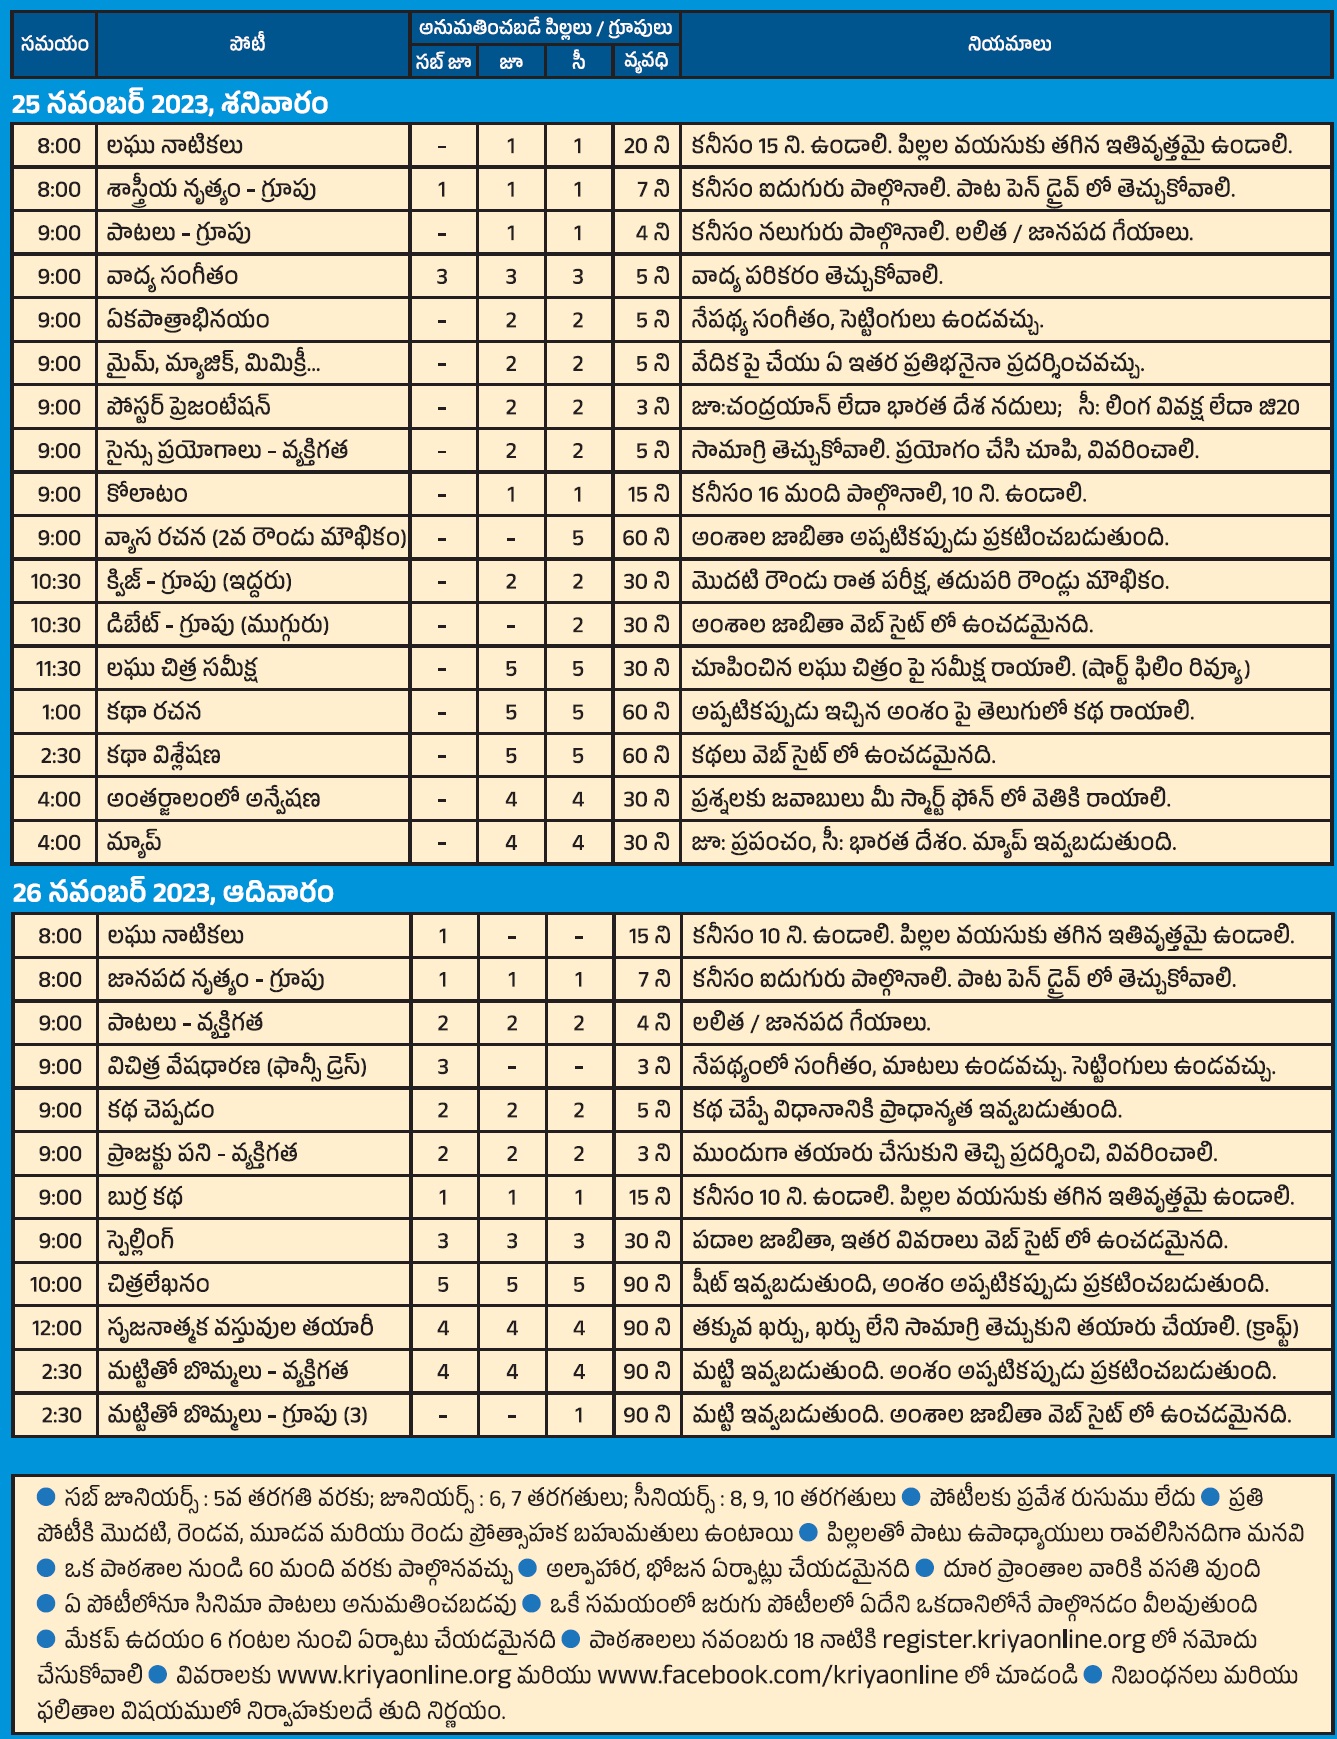 సమయం పోటీ అనుమతించబడే పిల్లలు / గ్రూపులు నియమాలు
సబ్ జూ జూ సీ వ్యవధి
25 నవంబర్ 2023, శనివారం
8:00 లఘు నాటికలు - 1 1 20 ని కనీసం 15 ని. ఉండాలి. పిల్లల వయసుకు తగిన ఇతివృత్తమై ఉండాలి.
8:00 శాస్త్రీయ నృత్యం - గ్రూపు 1 1 1 7 ని కనీసం ఐదుగురు పాల్గొనాలి. పాట పెన్ డ్రైవ్ లో తెచ్చుకోవాలి.
9:00 పాటలు - గ్రూపు - 1 1 4 ని కనీసం నలుగురు పాల్గొనాలి. లలిత / జానపద గేయాలు.
9:00 వాద్య సంగీతం 3 3 3 5 ని వాద్య పరికరం తెచ్చుకోవాలి.
9:00 ఏకపాత్రాభినయం - 2 2 5 ని నేపథ్య సంగీతం, సెట్టింగులు ఉండవచ్చు.
9:00 మైమ్, మ్యాజిక్, మిమిక్రీ... - 2 2 5 ని వేదిక పై చేయు ఏ ఇతర ప్రతిభనైనా ప్రదర్శించవచ్చు.
9:00 పోస్టర్ ప్రెజంటేషన్ - 2 2 3 ని జూ:చంద్రయాన్ లేదా భారత దేశ నదులు; సీ: లింగ వివక్ష లేదా జి20
9:00 సైన్సు ప్రయోగాలు - వ్యక్తిగత - 2 2 5 ని సామాగ్రి తెచ్చుకోవాలి. ప్రయోగం చేసి చూపి, వివరించాలి.
9:00 కోలాటం - 1 1 15 ని కనీసం 16 మంది పాల్గొనాలి, 10 ని. ఉండాలి.
9:00 వ్యాస రచన (2వ రౌండు మౌఖికం) - - 5 60 ని అంశాల జాబితా అప్పటికప్పుడు ప్రకటించబడుతుంది.
10:30 క్విజ్ - గ్రూపు (ఇద్దరు) - 2 2 30 ని మొదటి రౌండు రాత పరీక్ష, తదుపరి రౌండ్లు మౌఖికం.
10:30 డిబేట్ - గ్రూపు (ముగ్గురు) - - 2 30 ని అంశాల జాబితా వెబ్ సైట్ లో ఉంచడమైనది.
11:30 లఘు చిత్ర సమీక్ష - 5 5 30 ని చూపించిన లఘు చిత్రం పై సమీక్ష రాయాలి. (షార్ట్ ఫిలిం రివ్యూ)
1:00 కథా రచన - 5 5 60 ని అప్పటికప్పుడు ఇచ్చిన అంశం పై తెలుగులో కథ రాయాలి.
2:30 కథా విశ్లేషణ - 5 5 60 ని కథలు వెబ్ సైట్ లో ఉంచడమైనది.
4:00 అంతర్జాలంలో అన్వేషణ - 4 4 30 ని ప్రశ్నలకు జవాబులు మీ స్మార్ట్ ఫోన్ లో వెతికి రాయాలి.
4:00 మ్యాప్ - 4 4 30 ని జూ: ప్రపంచం, సీ: భారత దేశం. మ్యాప్ ఇవ్వబడుతుంది.
26 నవంబర్ 2023, ఆదివారం
8:00 లఘు నాటికలు 1 - - 15 ని కనీసం 10 ని. ఉండాలి. పిల్లల వయసుకు తగిన ఇతివృత్తమై ఉండాలి.
8:00 జానపద నృత్యం - గ్రూపు 1 1 1 7 ని కనీసం ఐదుగురు పాల్గొనాలి. పాట పెన్ డ్రైవ్ లో తెచ్చుకోవాలి.
9:00 పాటలు - వ్యక్తిగత 2 2 2 4 ని లలిత / జానపద గేయాలు.
9:00 విచిత్ర వేషధారణ (ఫాన్సీ డ్రెస్) 3 - - 3 ని నేపథ్యంలో సంగీతం, మాటలు ఉండవచ్చు. సెట్టింగులు ఉండవచ్చు.
9:00 కథ చెప్పడం 2 2 2 5 ని కథ చెప్పే విధానానికి ప్రాధాన్యత ఇవ్వబడుతుంది.
9:00 ప్రాజక్టు పని - వ్యక్తిగత 2 2 2 3 ని ముందుగా తయారు చేసుకుని తెచ్చి ప్రదర్శించి, వివరించాలి.
9:00 బుర్ర కథ 1 1 1 15 ని కనీసం 10 ని. ఉండాలి. పిల్లల వయసుకు తగిన ఇతివృత్తమై ఉండాలి.
9:00 స్పెల్లింగ్ 3 3 3 30 ని పదాల జాబితా, ఇతర వివరాలు వెబ్ సైట్ లో ఉంచడమైనది.
10:00 చిత్రలేఖనం 5 5 5 90 ని షీట్ ఇవ్వబడుతుంది, అంశం అప్పటికప్పుడు ప్రకటించబడుతుంది.
12:00 సృజనాత్మక వస్తువుల తయారీ 4 4 4 90 ని తక్కువ ఖర్చు, ఖర్చు లేని సామాగ్రి తెచ్చుకుని తయారు చేయాలి. (క్రాఫ్ట్)
2:30 మట్టితో బొమ్మలు - వ్యక్తిగత 4 4 4 90 ని మట్టి ఇవ్వబడుతుంది. అంశం అప్పటికప్పుడు ప్రకటించబడుతుంది.
2:30 మట్టితో బొమ్మలు - గ్రూపు (3) - - 1 90 ని మట్టి ఇవ్వబడుతుంది. అంశాల జాబితా వెబ్ సైట్ లో ఉంచడమైనది.
● సబ్ జూనియర్స్ : 5వ తరగతి వరకు; జూనియర్స్ : 6, 7 తరగతులు; సీనియర్స్ : 8, 9, 10 తరగతులు ● పోటీలకు ప్రవేశ రుసుము లేదు ● ప్రతి
పోటీకి మొదటి, రెండవ, మూడవ మరియు రెండు ప్రోత్సాహక బహుమతులు ఉంటాయి ● పిల్లలతో పాటు ఉపాధ్యాయులు రావలిసినదిగా మనవి
● ఒక పాఠశాల నుండి 60 మంది వరకు పాల్గొనవచ్చు ● అల్పాహార, భోజన ఏర్పాట్లు చేయడమైనది ● దూర ప్రాంతాల వారికి వసతి వుంది
● ఏ పోటీలోనూ సినిమా పాటలు అనుమతించబడవు ● ఒకే సమయంలో జరుగు పోటీలలో ఏదేని ఒకదానిలోనే పాల్గొనడం వీలవుతుంది
● మేకప్ ఉదయం 6 గంటల నుంచి ఏర్పాటు చేయడమైనది ● పాఠశాలలు నవంబరు 18 నాటికి register.kriyaonline.org లో నమోదు
చేసుకోవాలి ● వివరాలకు www.kriyaonline.org మరియు www.facebook.com/kriyaonline లో చూడండి ● నిబంధనలు మరియు
ఫలితాల విషయములో నిర్వాహకులదే తుది నిర్ణయం.